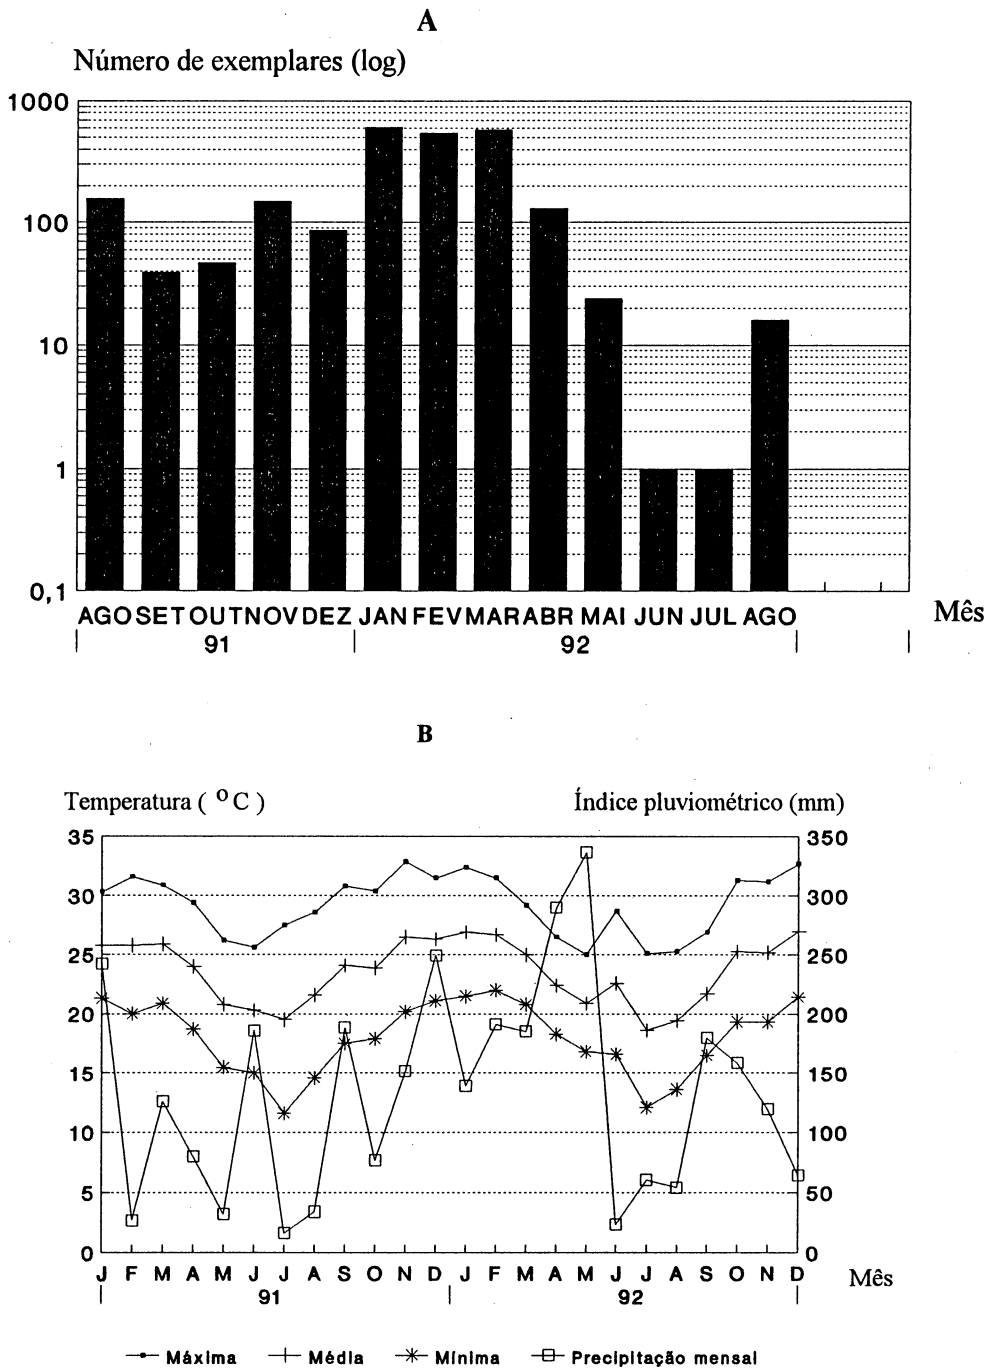 A
Número de exemplares (log)
1000
100
10
1
0,1
AGO SET OUT NOV DEZ JAN FEV MAR ABR MAI JUN JUL AGO
Mês
91 92
B
Temperatura ( °C ) Índice pluviométrico (mm)
35 350
30 300
25 250
20 200
15 150
10 100
5 50
0 0
J F M A M J J A S O N D J F M A M J J A S O N D
Mês
91 92
Máxima Média Mínima Precipitação mensal